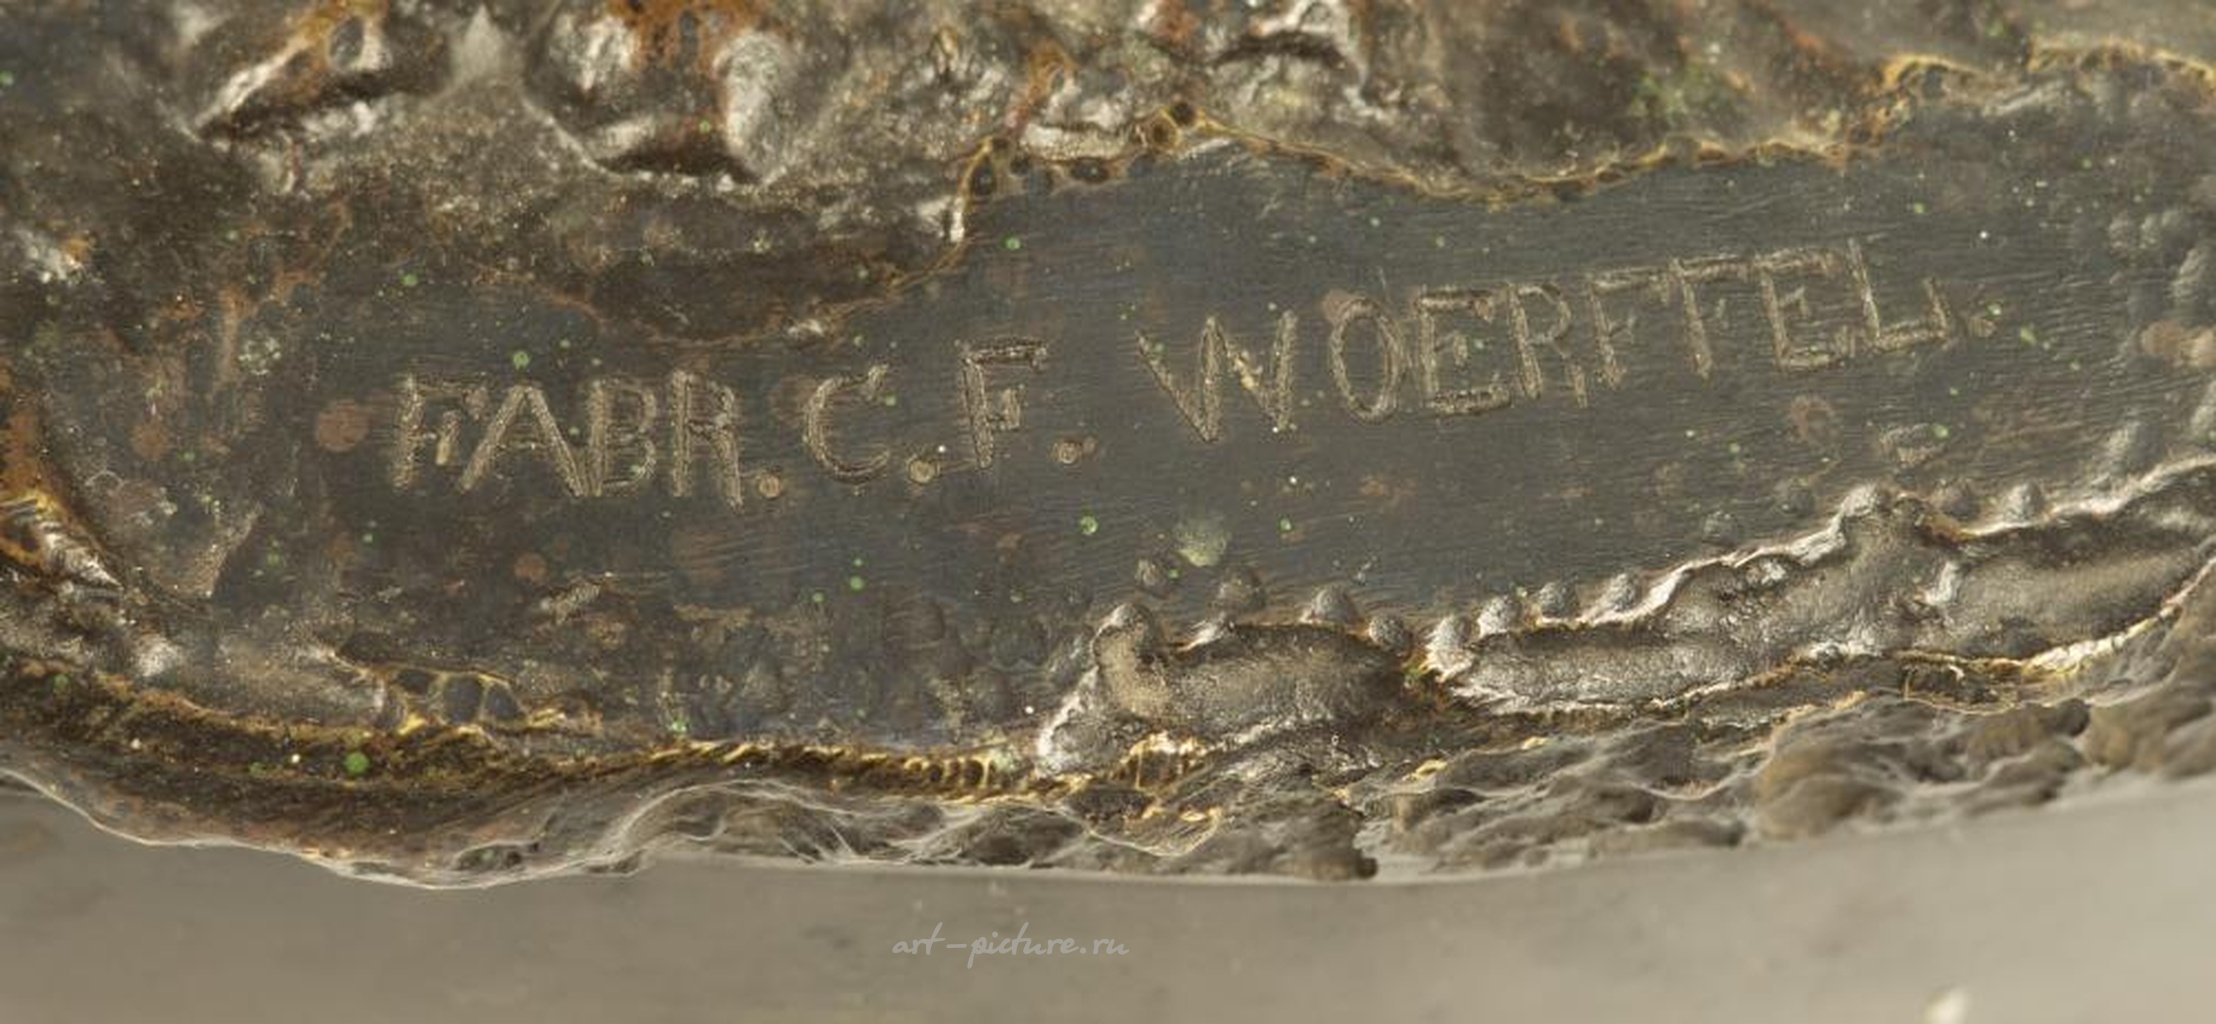 FABR. C. F. WOERFFEL.
art-picture.ru